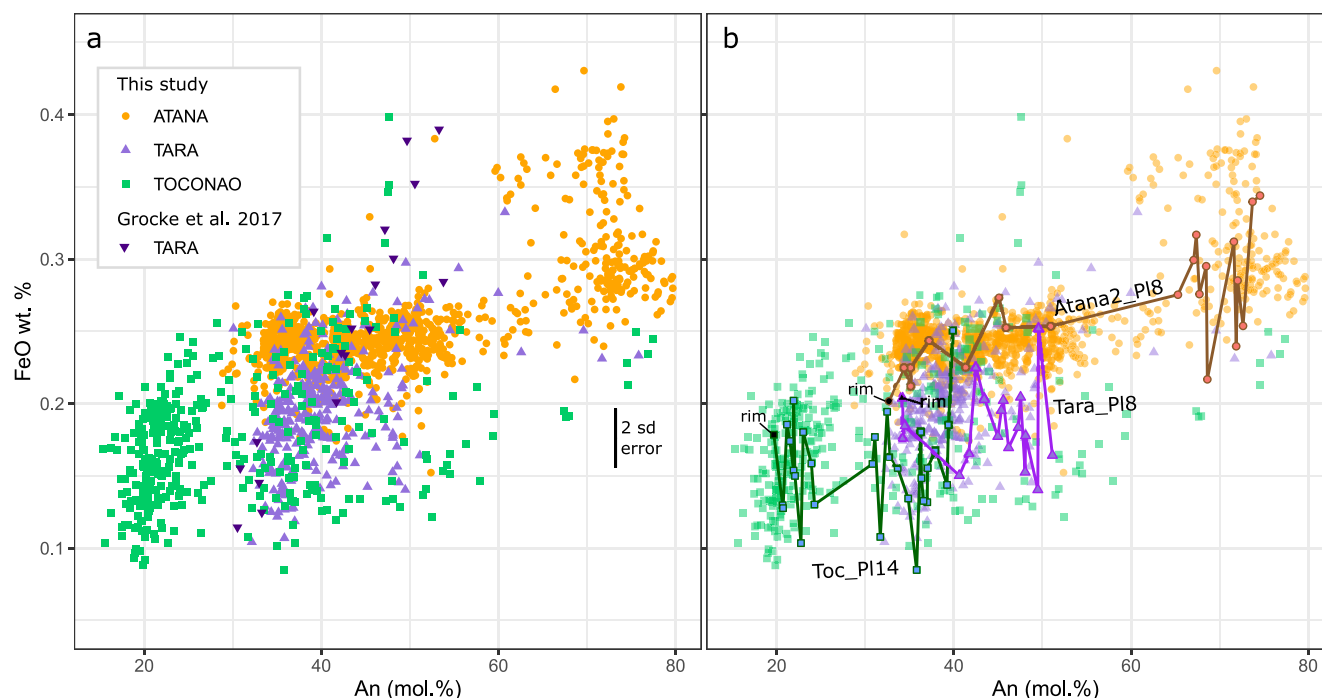 a
This study
ATANA
TARA
TOCONAO
Grocke et al. 2017
TARA
2 sd
error
FeO wt. %
0.4
0.3
0.2
0.1
20
40
60
80
An (mol.%)
b
Atana2_Pl8
rim
rim
rim
Tara_Pl8
Toc_Pl14
20
40
60
80
An (mol.%)